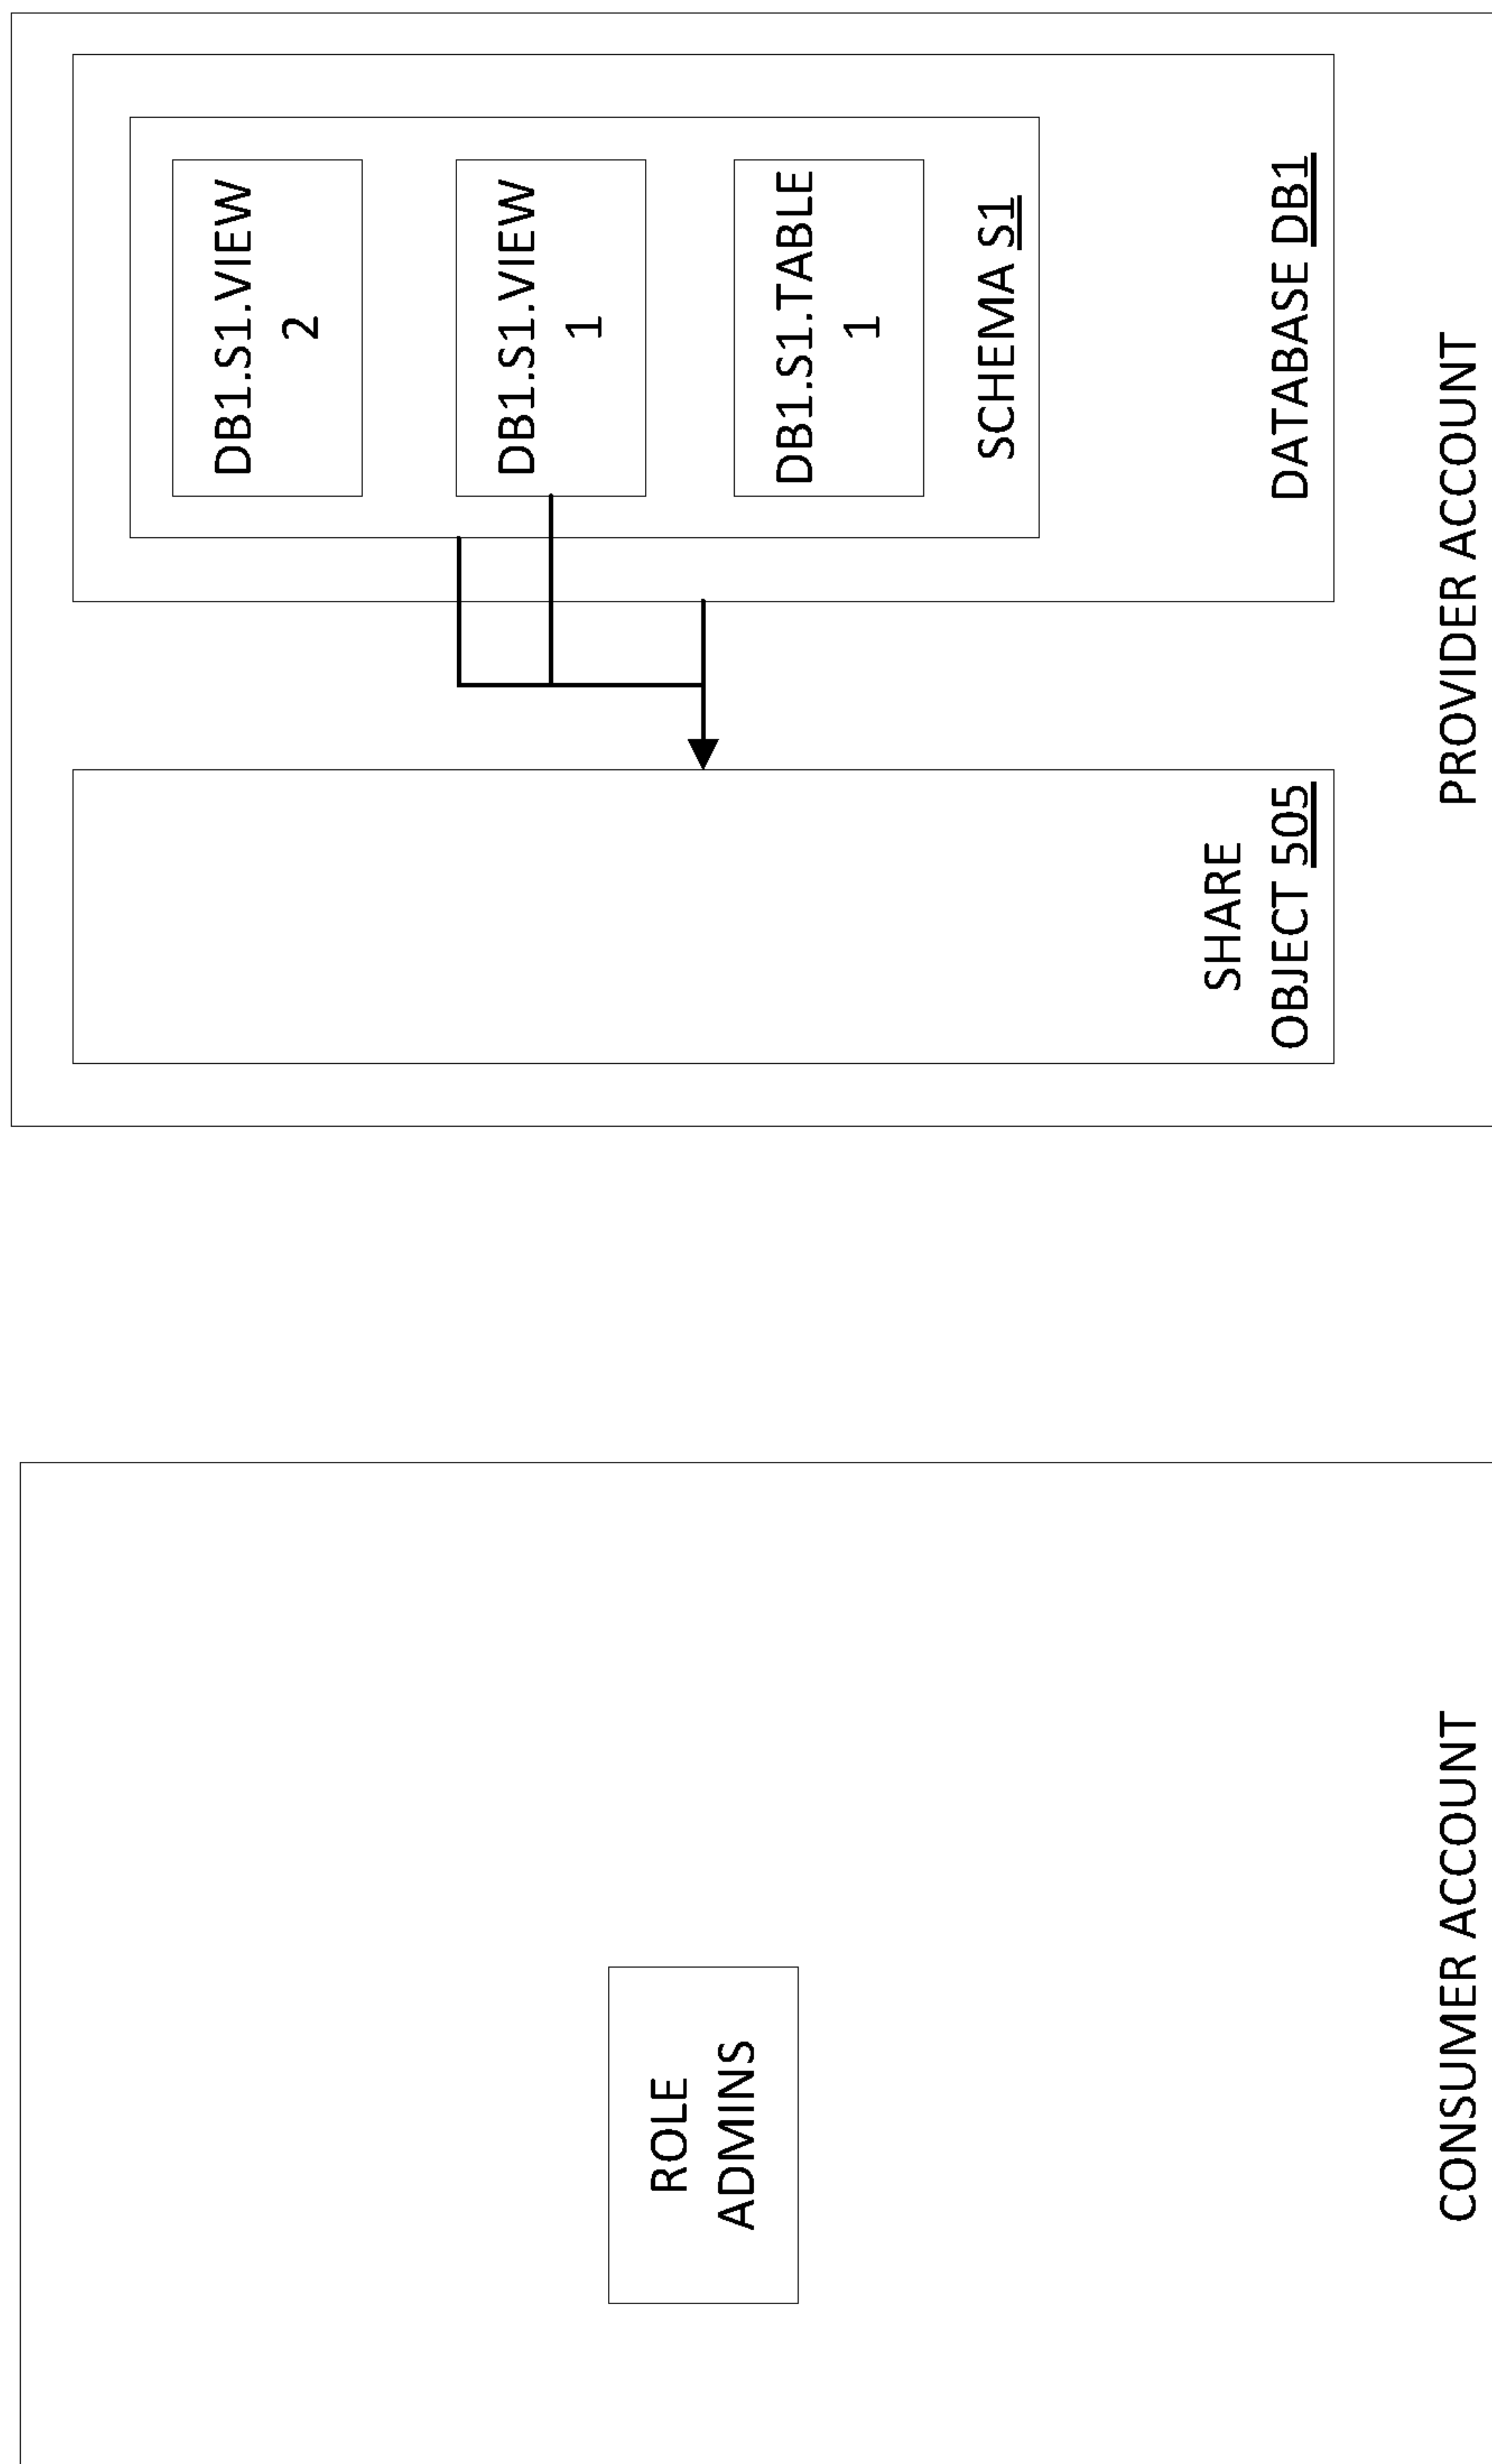 ROLE
ADMINS
CONSUMER ACCOUNT
SHARE
OBJECT 505
DB1.S1.VIEW
2
DB1.S1.VIEW
1
DB1.S1.TABLE
1
SCHEMA S1
DATABASE DB1
PROVIDER ACCOUNT